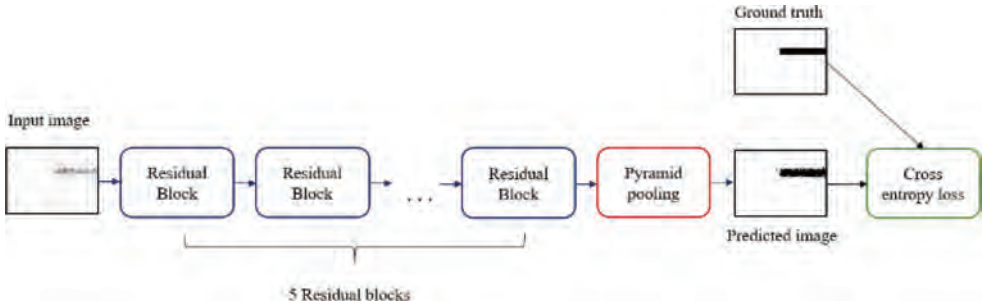 Ground truth
Input image
Residual
Block
Residual
Block
. . .
Residual
Block
Pyramid
pooling
Cross
entropy loss
Predicted image
5 Residual blocks